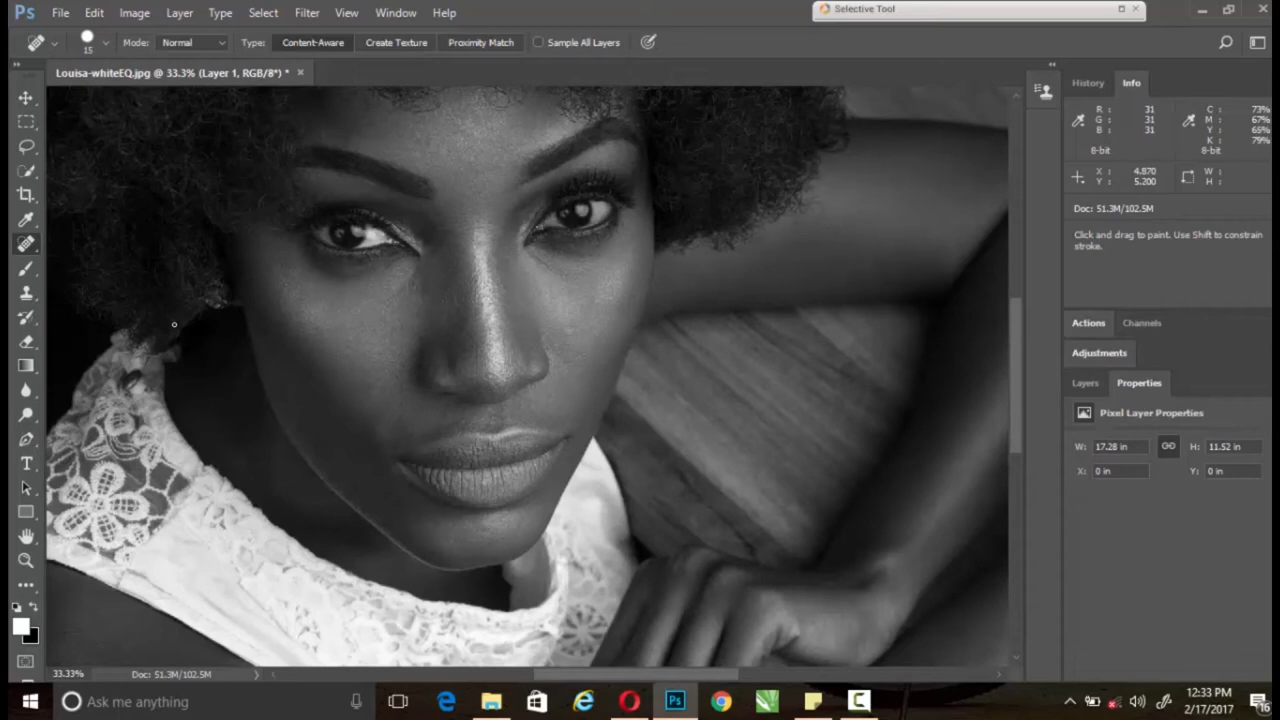 Ps File Edit Image Layer Type Select Filter View Window Help
Selective Tool
15 Mode: Normal Type: Content-Aware Create Texture Proximity Match Sample All Layers
Louisa-whiteEQ.jpg @ 33.3% (Layer 1, RGB/8*) *
History Info
R : 31 C : 73%
G : 31 M : 67%
B : 31 Y : 65%
K : 79%
8-bit 8-bit
X : 4.870 W :
Y : 5.200 H :
Doc: 51.3M/102.5M
Click and drag to paint. Use Shift to constrain
stroke.
Actions Channels
Adjustments
Layers Properties
Pixel Layer Properties
W: 17.28 in H: 11.52 in
X: 0 in Y: 0 in
33.33% Doc: 51.3M/102.5M
Ask me anything
Ps
12:33 PM
2/17/2017
16